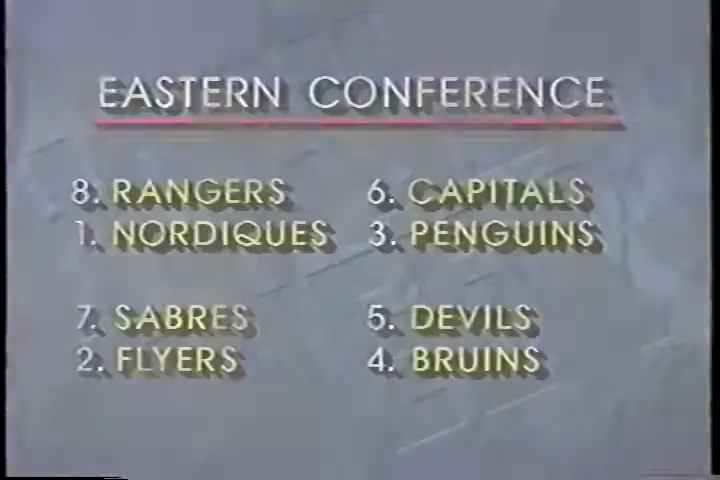 EASTERN CONFERENCE
8. RANGERS
1. NORDIQUES
6. CAPITALS
3. PENGUINS
7. SABRES
2. FLYERS
5. DEVILS
4. BRUINS